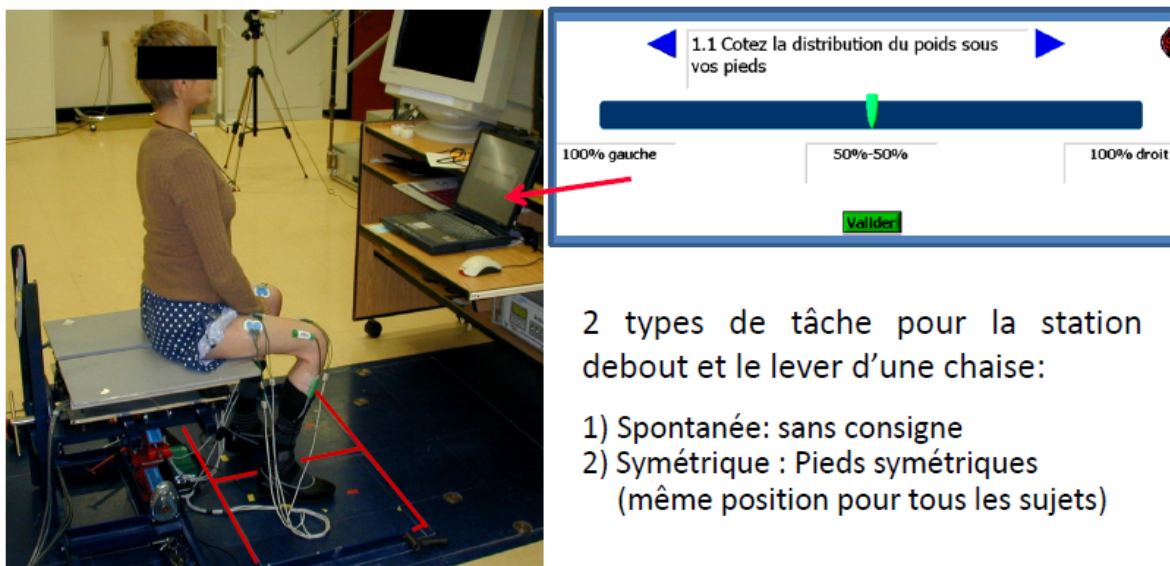 1.1 Cotez la distribution du poids sous
vos pieds
100% gauche
50%-50%
100% droit
Valider
2 types de tâche pour la station
debout et le lever d’une chaise:
1) Spontanée: sans consigne
2) Symétrique : Pieds symétriques
(même position pour tous les sujets)